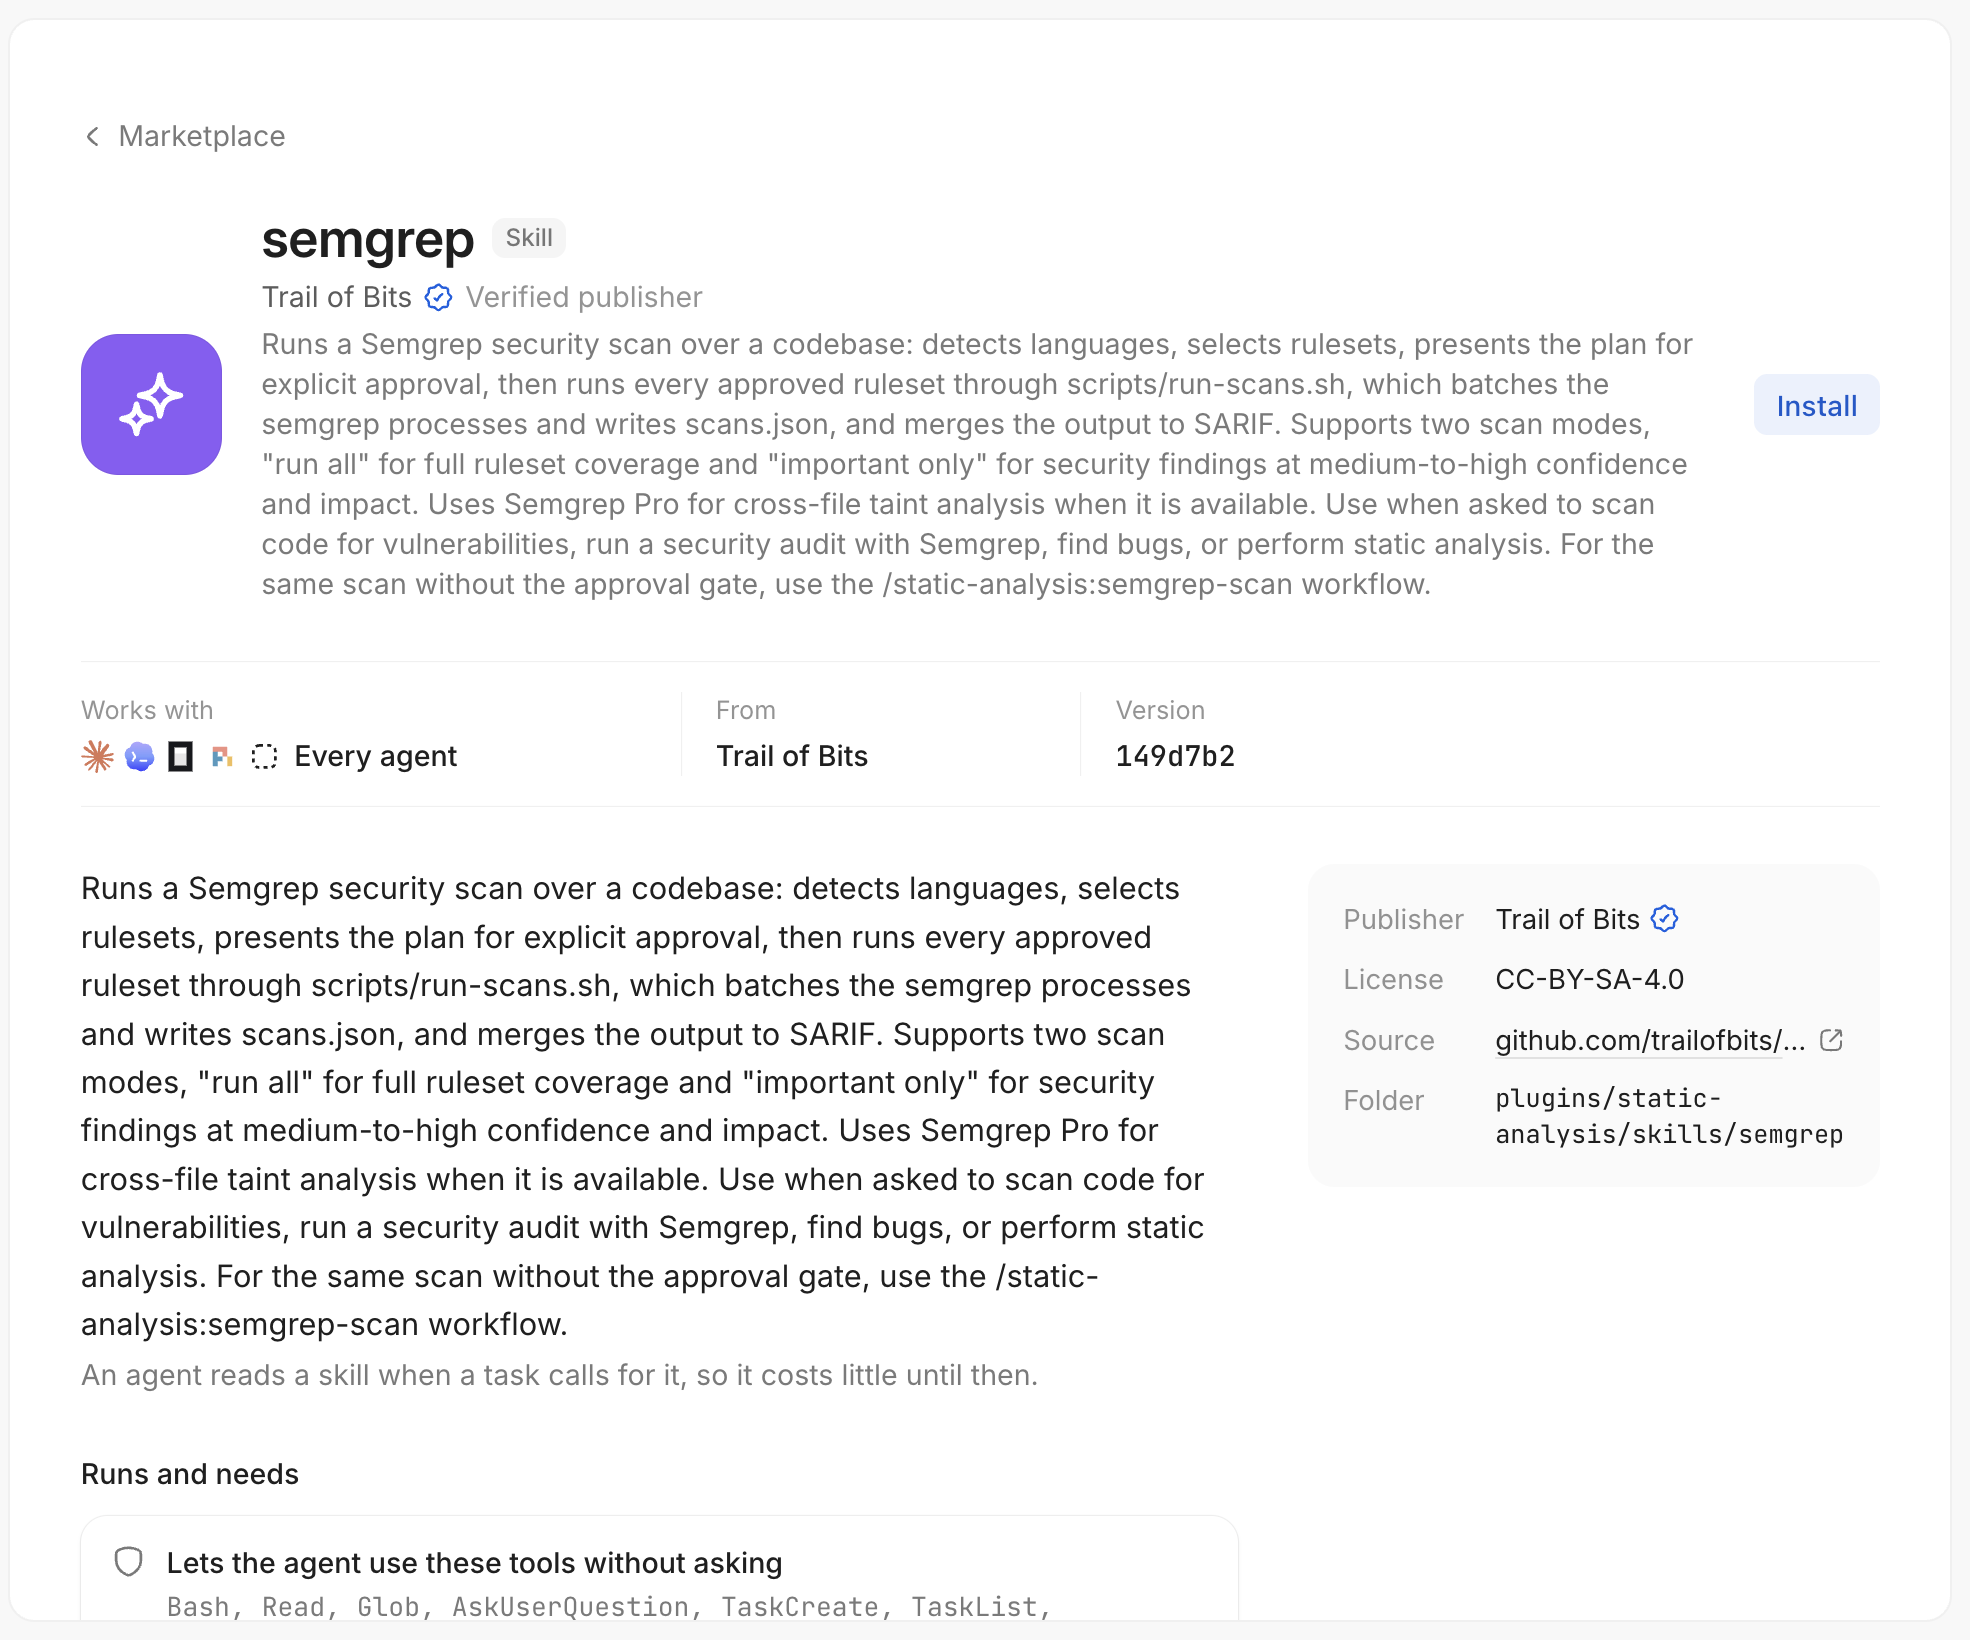 Marketplace
semgrep Skill
Trail of Bits Verified publisher
Runs a Semgrep security scan over a codebase: detects languages, selects rulesets, presents the plan for
explicit approval, then runs every approved ruleset through scripts/run-scans.sh, which batches the
semgrep processes and writes scans.json, and merges the output to SARIF. Supports two scan modes,
"run all" for full ruleset coverage and "important only" for security findings at medium-to-high confidence
and impact. Uses Semgrep Pro for cross-file taint analysis when it is available. Use when asked to scan
code for vulnerabilities, run a security audit with Semgrep, find bugs, or perform static analysis. For the
same scan without the approval gate, use the /static-analysis:semgrep-scan workflow.
Install
Works with
Every agent
From
Trail of Bits
Version
149d7b2
Runs a Semgrep security scan over a codebase: detects languages, selects
rulesets, presents the plan for explicit approval, then runs every approved
ruleset through scripts/run-scans.sh, which batches the semgrep processes
and writes scans.json, and merges the output to SARIF. Supports two scan
modes, "run all" for full ruleset coverage and "important only" for security
findings at medium-to-high confidence and impact. Uses Semgrep Pro for
cross-file taint analysis when it is available. Use when asked to scan code for
vulnerabilities, run a security audit with Semgrep, find bugs, or perform static
analysis. For the same scan without the approval gate, use the /static-
analysis:semgrep-scan workflow.
An agent reads a skill when a task calls for it, so it costs little until then.
Publisher Trail of Bits
License CC-BY-SA-4.0
Source github.com/trailofbits/...
Folder plugins/static-
analysis/skills/semgrep
Runs and needs
Lets the agent use these tools without asking
Bash, Read, Glob, AskUserQuestion, TaskCreate, TaskList,